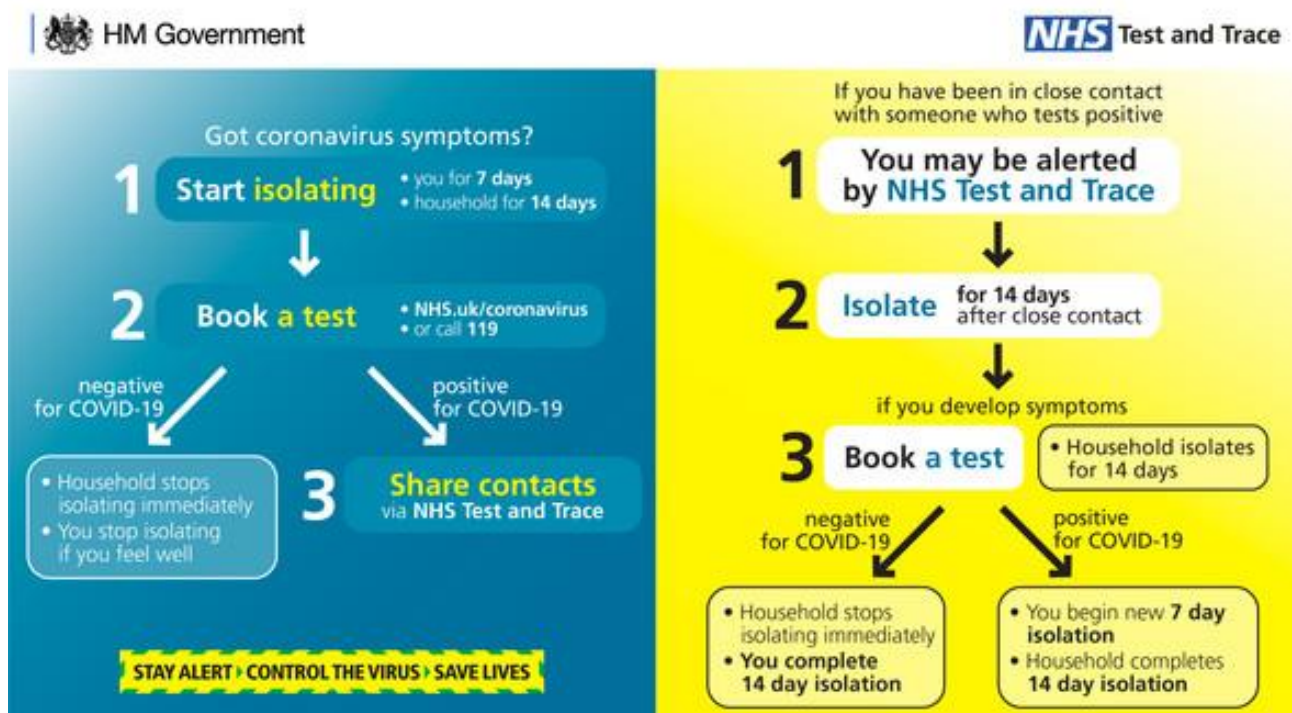 HM Government
NHS Test and Trace
Got coronavirus symptoms?
1
Start isolating
• you for 7 days
• household for 14 days
2
Book a test
• NHS.uk/coronavirus
• or call 119
negative
for COVID-19
positive
for COVID-19
• Household stops
isolating immediately
• You stop isolating
if you feel well
3
Share contacts
via NHS Test and Trace
STAY ALERT CONTROL THE VIRUS SAVE LIVES
If you have been in close contact
with someone who tests positive
1
You may be alerted
by NHS Test and Trace
2
Isolate
for 14 days
after close contact
if you develop symptoms
3
Book a test
• Household isolates
for 14 days
negative
for COVID-19
positive
for COVID-19
• Household stops
isolating immediately
• You complete
14 day isolation
• You begin new 7 day
isolation
• Household completes
14 day isolation